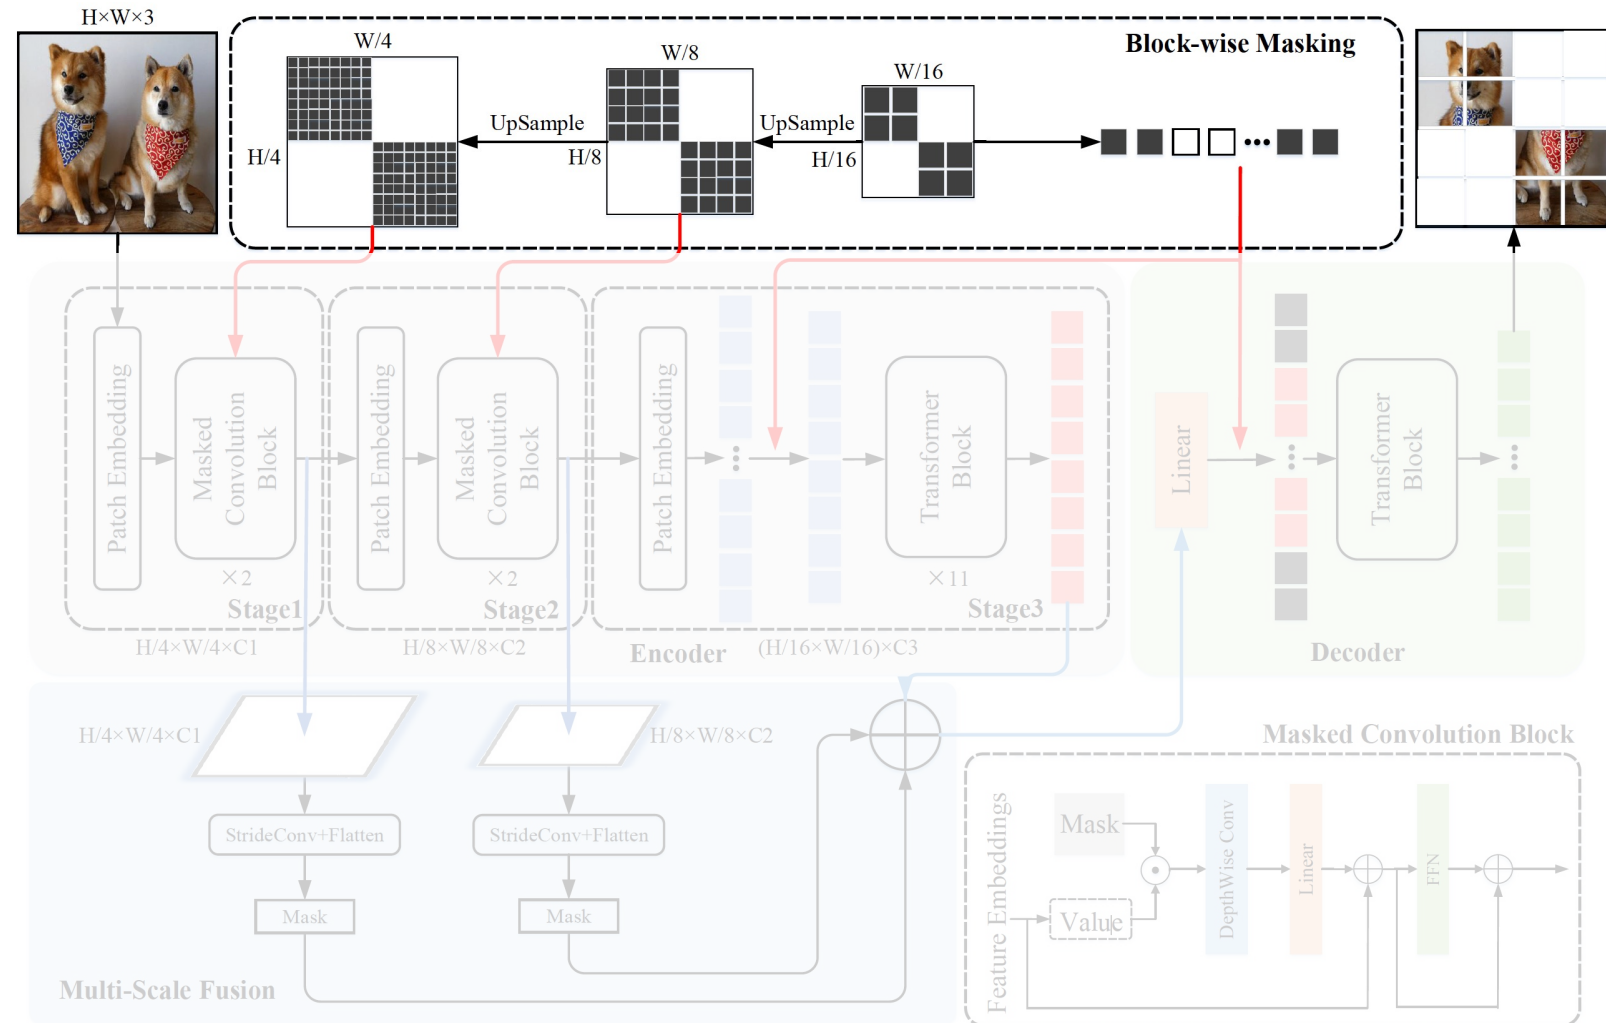 H×W×3
Block-wise Masking
W/4
W/8
W/16
UpSample
UpSample
H/4
H/8
H/16
Patch Embedding
Masked
Convolution
Block
×2
Stage1
Patch Embedding
Masked
Convolution
Block
×2
Stage2
Patch Embedding
Transformer
Block
×11
Stage3
H/4×W/4×C1
H/8×W/8×C2
Encoder
(H/16×W/16)×C3
Linear
Transformer
Block
Decoder
H/4×W/4×C1
H/8×W/8×C2
StrideConv+Flatten
StrideConv+Flatten
Mask
Mask
Multi-Scale Fusion
Masked Convolution Block
Feature Embeddings
Mask
Value
DepthWise Conv
Linear
FFN